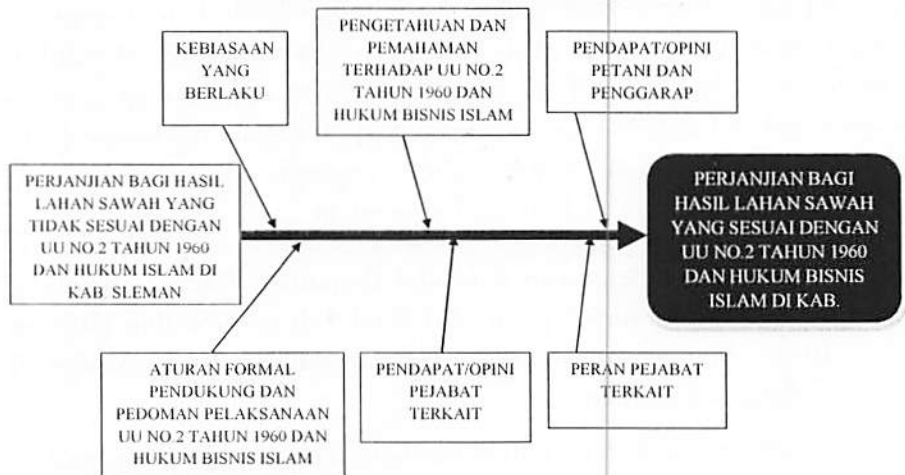 KEBIASAAN
YANG
BERLAKU
PENGETAHUAN DAN
PEMAHAMAN
TERHADAP UU NO.2
TAHUN 1960 DAN
HUKUM BISNIS ISLAM
PENDAPAT/OPINI
PETANI DAN
PENGGARAP
PERJANJIAN BAGI HASIL
LAHAN SAWAH YANG
TIDAK SESUAI DENGAN
UU NO.2 TAHUN 1960
DAN HUKUM ISLAM DI
KAB. SLEMAN
PERJANJIAN BAGI
HASIL LAHAN SAWAH
YANG SESUAI DENGAN
UU NO.2 TAHUN 1960
DAN HUKUM BISNIS
ISLAM DI KAB.
ATURAN FORMAL
PENDUKUNG DAN
PEDOMAN PELAKSANAAN
UU NO.2 TAHUN 1960 DAN
HUKUM BISNIS ISLAM
PENDAPAT/OPINI
PEJABAT
TERKAIT
PERAN PEJABAT
TERKAIT